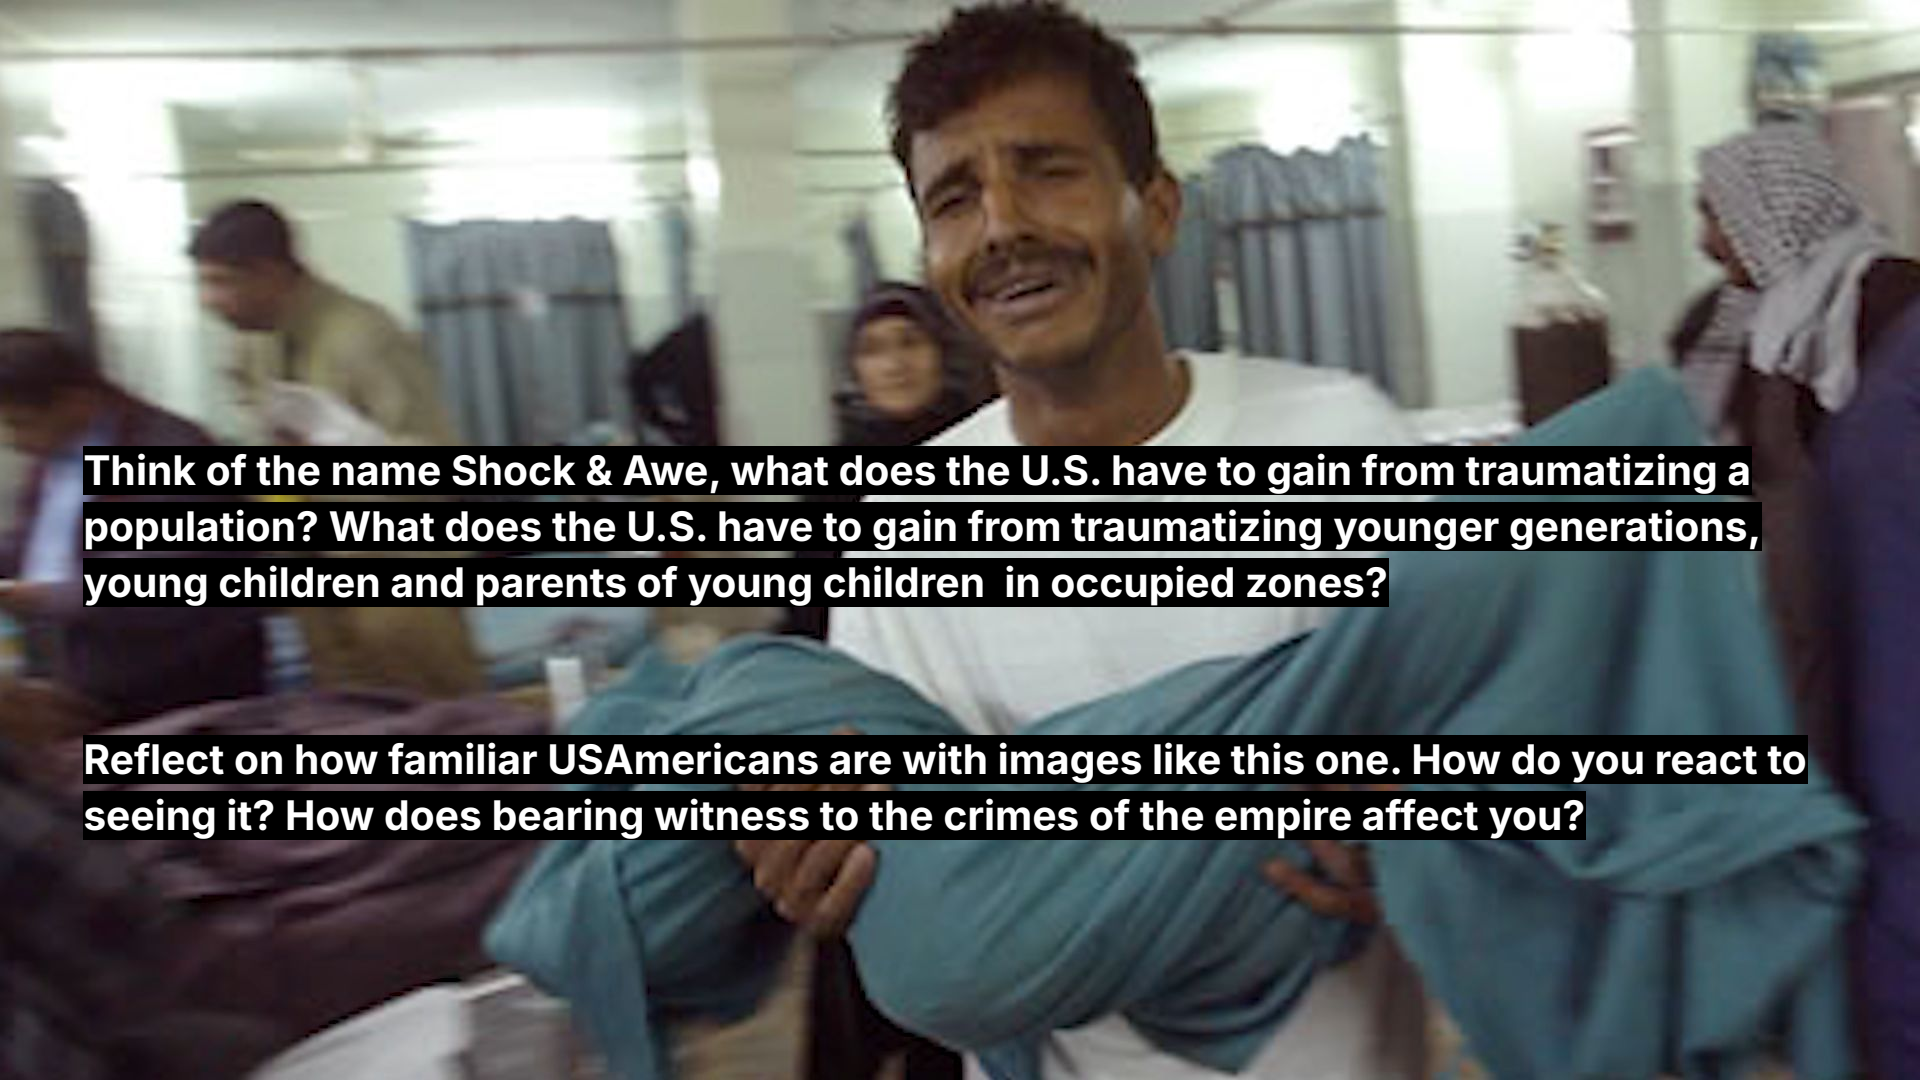 Think of the name Shock & Awe, what does the U.S. have to gain from traumatizing a
population? What does the U.S. have to gain from traumatizing younger generations,
young children and parents of young children  in occupied zones?
Reflect on how familiar USAmericans are with images like this one. How do you react to
seeing it? How does bearing witness to the crimes of the empire affect you?